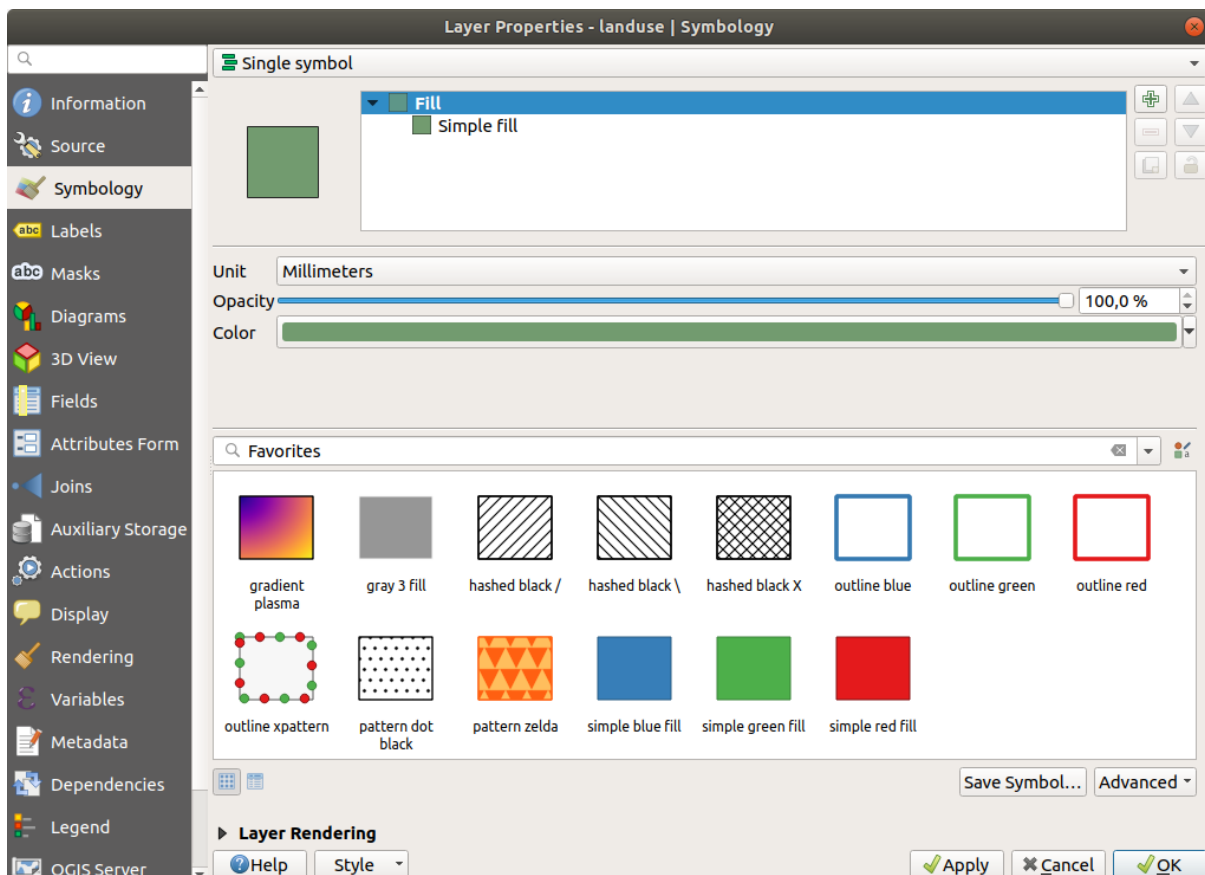 Layer Properties - landuse | Symbology
Single symbol
Information
Source
Symbology
Labels
Masks
Diagrams
3D View
Fields
Attributes Form
Joins
Auxiliary Storage
Actions
Display
Rendering
Variables
Metadata
Dependencies
Legend
QGIS Server
Fill
Simple fill
Unit Millimeters
Opacity 100,0 %
Color
Favorites
gradient plasma
gray 3 fill
hashed black /
hashed black \
hashed black X
outline blue
outline green
outline red
outline xpattern
pattern dot black
pattern zelda
simple blue fill
simple green fill
simple red fill
Save Symbol... Advanced
Layer Rendering
Help Style Apply Cancel OK